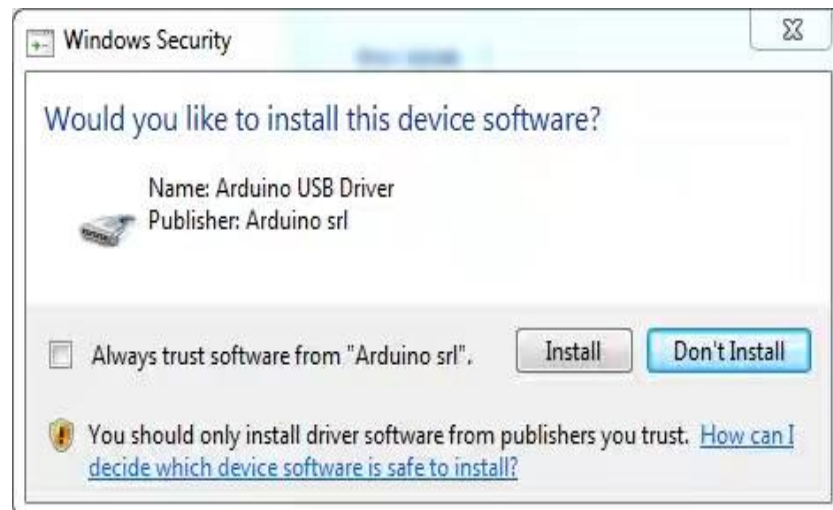 Windows Security
Would you like to install this device software?
Name: Arduino USB Driver
Publisher: Arduino srl
Always trust software from "Arduino srl".
Install
Don't Install
You should only install driver software from publishers you trust. How can I
decide which device software is safe to install?